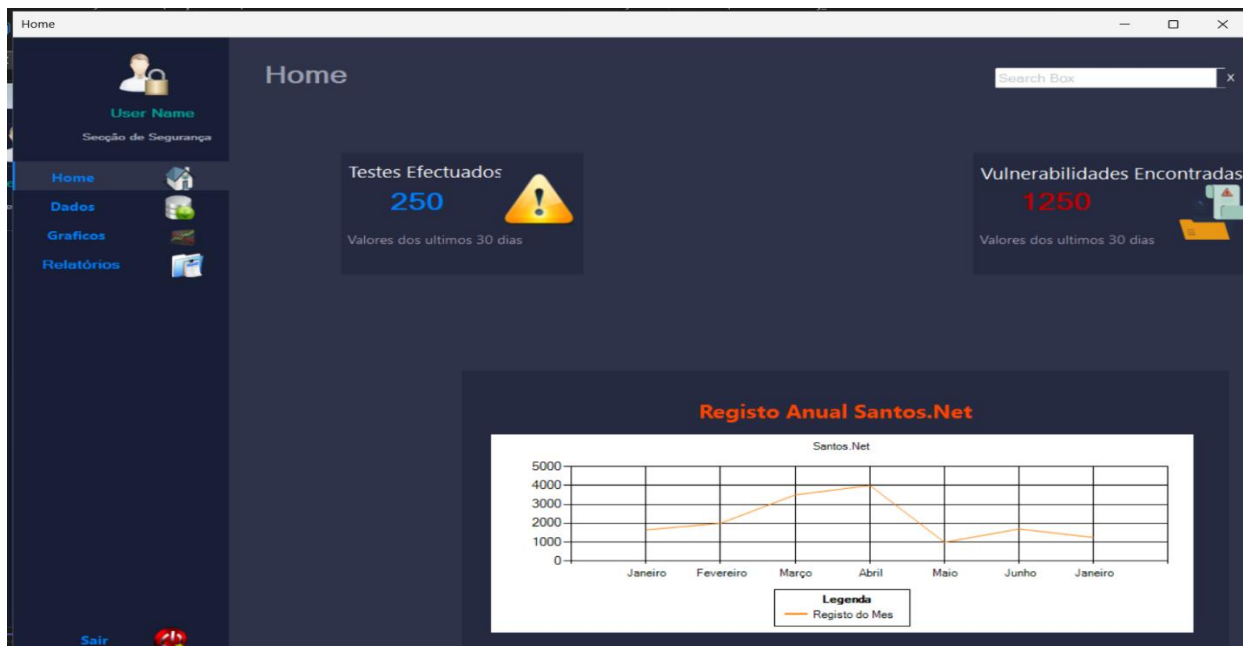 Home
User Name
Secção de Segurança
Home
Dados
Graficos
Relatórios
Sair
Home
Search Box
X
Testes Efectuados
250
Valores dos ultimos 30 dias
Vulnerabilidades Encontradas
1250
Valores dos ultimos 30 dias
Registo Anual Santos.Net
Santos.Net
5000
4000
3000
2000
1000
0
Janeiro Fevereiro Março Abril Maio Junho Janeiro
Legenda
Registo do Mes